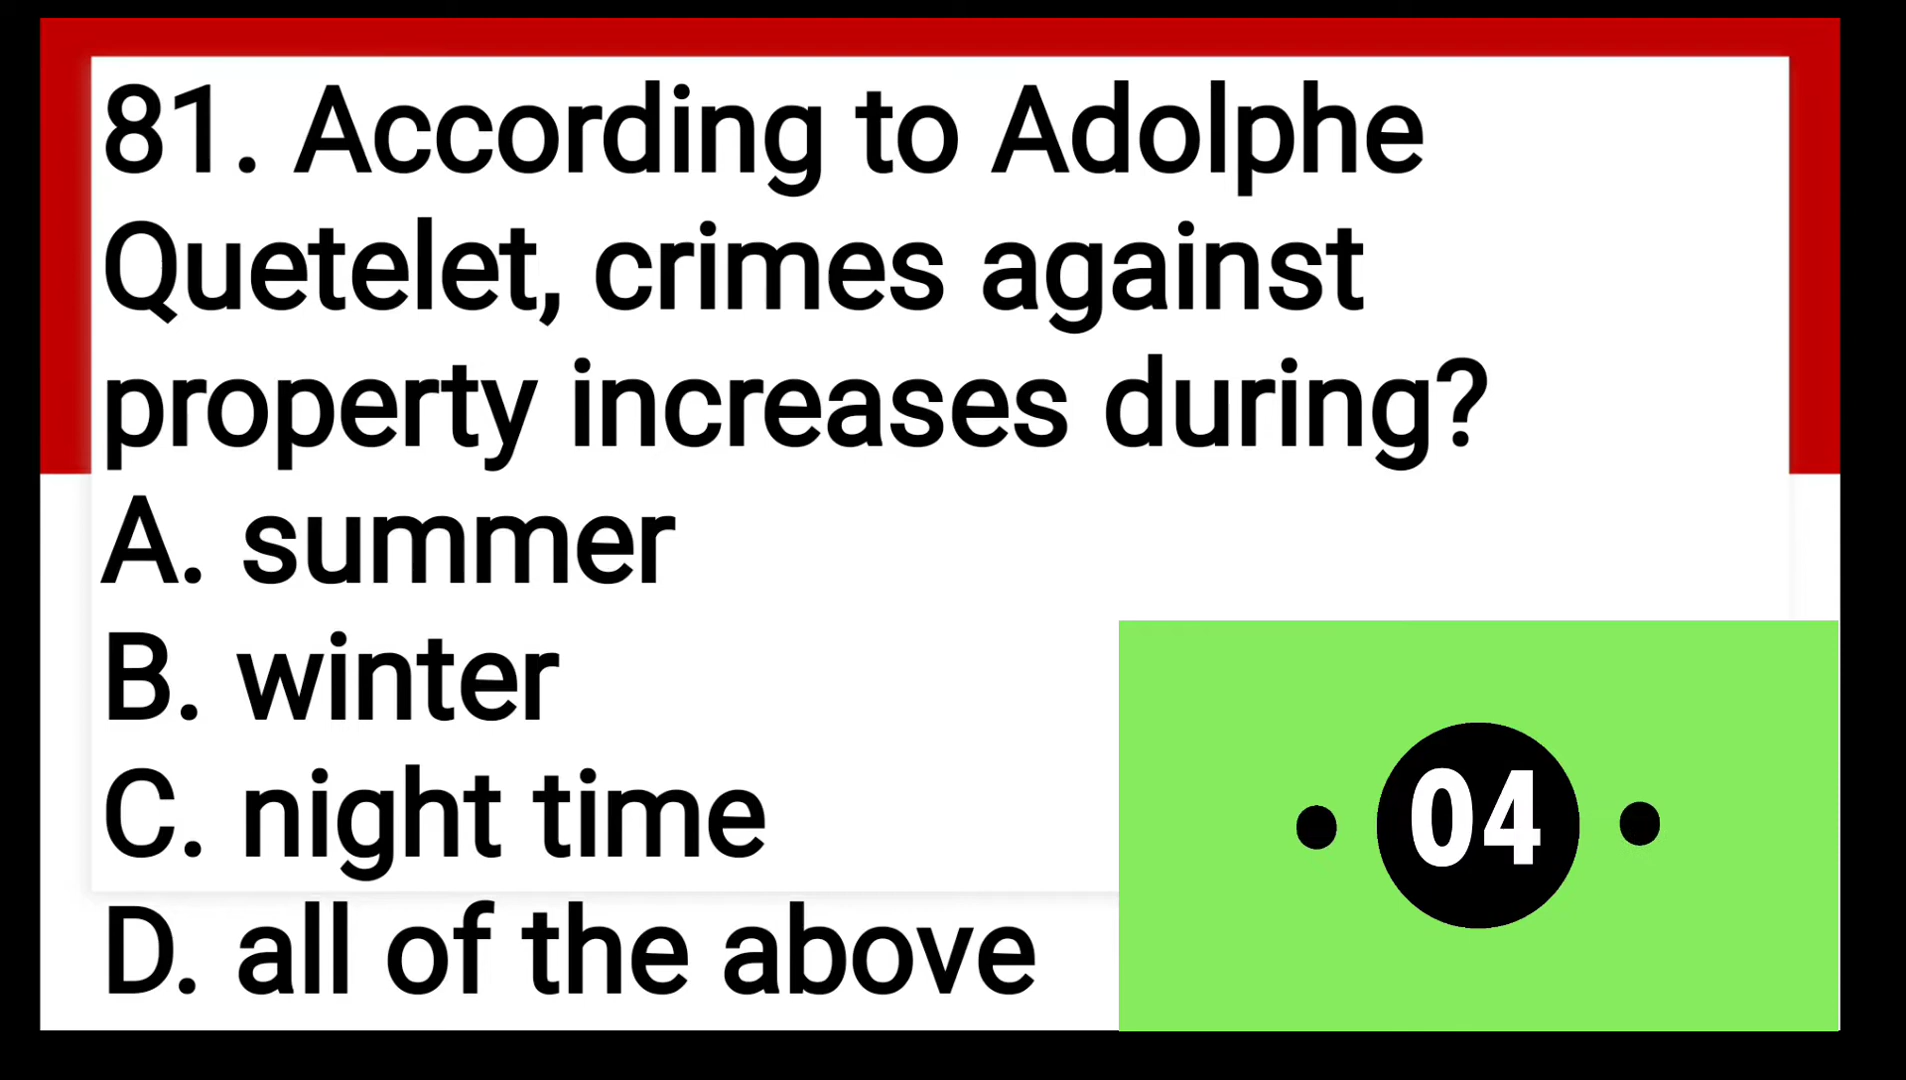 81. According to Adolphe
Quetelet, crimes against
property increases during?
A. summer
B. winter
C. night time
D. all of the above
04